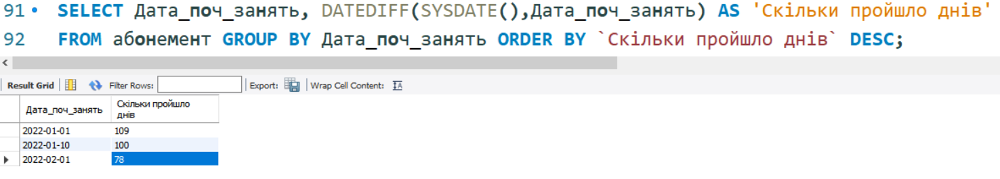 91 SELECT Дата_поч_занять, DATEDIFF(SYSDATE(),Дата_поч_занять) AS 'Скільки пройшло днів'
92 FROM абонемент GROUP BY Дата_поч_занять ORDER BY `Скільки пройшло днів` DESC;
Result Grid Filter Rows: Export: Wrap Cell Content: IA
Дата_поч_занять Скільки пройшло
днів
2022-01-01 109
2022-01-10 100
2022-02-01 78